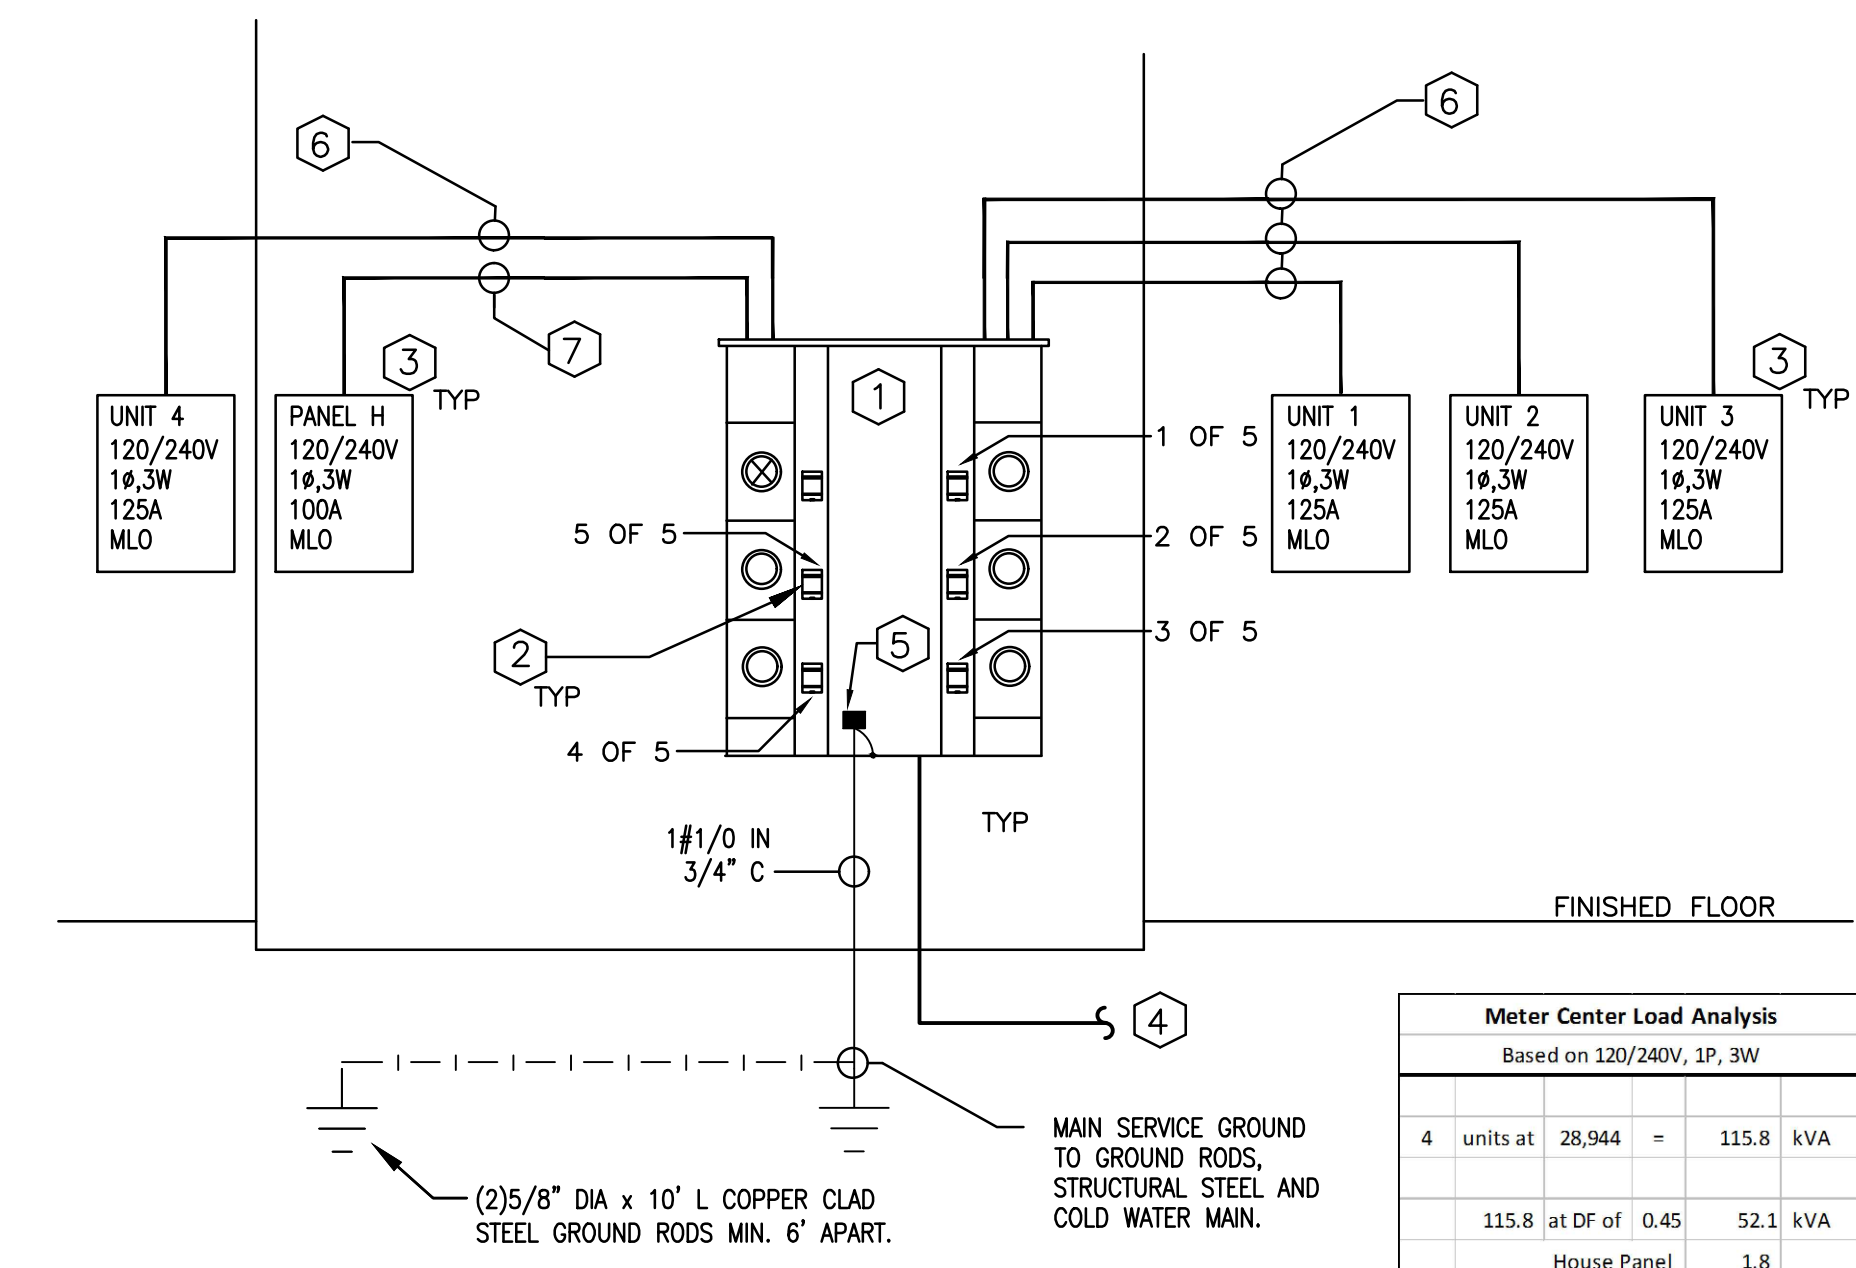 6
6
7
3
TYP
3
TYP
1
UNIT 4
120/240V
1ø,3W
125A
MLO
PANEL H
120/240V
1ø,3W
100A
MLO
UNIT 1
120/240V
1ø,3W
125A
MLO
UNIT 2
120/240V
1ø,3W
125A
MLO
UNIT 3
120/240V
1ø,3W
125A
MLO
1 OF 5
5 OF 5
2 OF 5
3 OF 5
2
TYP
5
4 OF 5
TYP
1#1/0 IN
3/4" C
FINISHED FLOOR
4
MAIN SERVICE GROUND
TO GROUND RODS,
STRUCTURAL STEEL AND
COLD WATER MAIN.
(2)5/8" DIA x 10' L COPPER CLAD
STEEL GROUND RODS MIN. 6' APART.
Meter Center Load Analysis
Based on 120/240V, 1P, 3W
4 units at 28,944 = 115.8 kVA
115.8 at DF of 0.45 52.1 kVA
House Panel 1.8